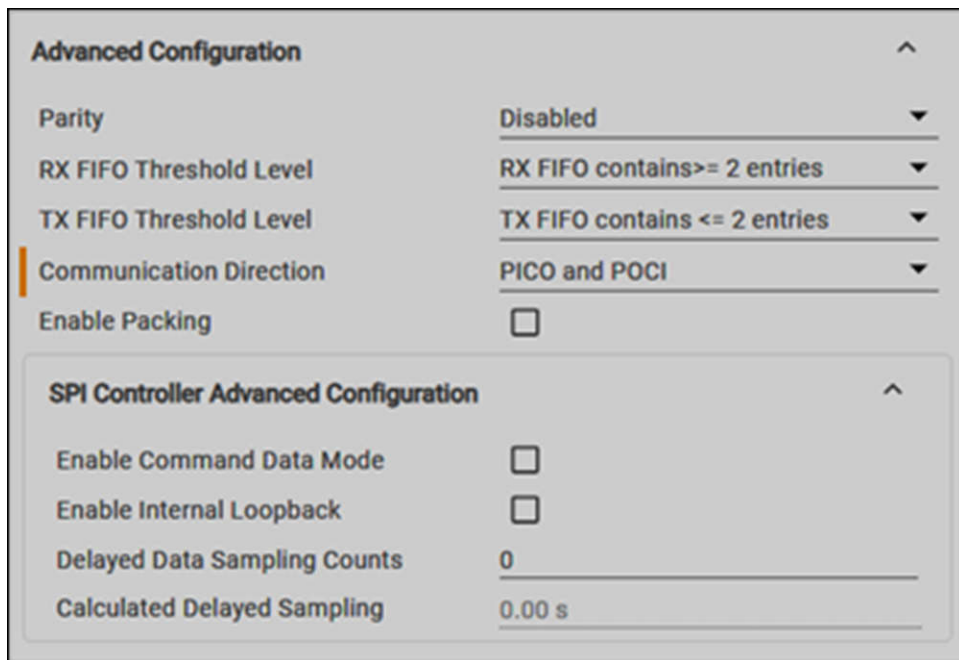 Advanced Configuration
Parity Disabled
RX FIFO Threshold Level RX FIFO contains>= 2 entries
TX FIFO Threshold Level TX FIFO contains <= 2 entries
Communication Direction PICO and POCI
Enable Packing
SPI Controller Advanced Configuration
Enable Command Data Mode
Enable Internal Loopback
Delayed Data Sampling Counts 0
Calculated Delayed Sampling 0.00 s